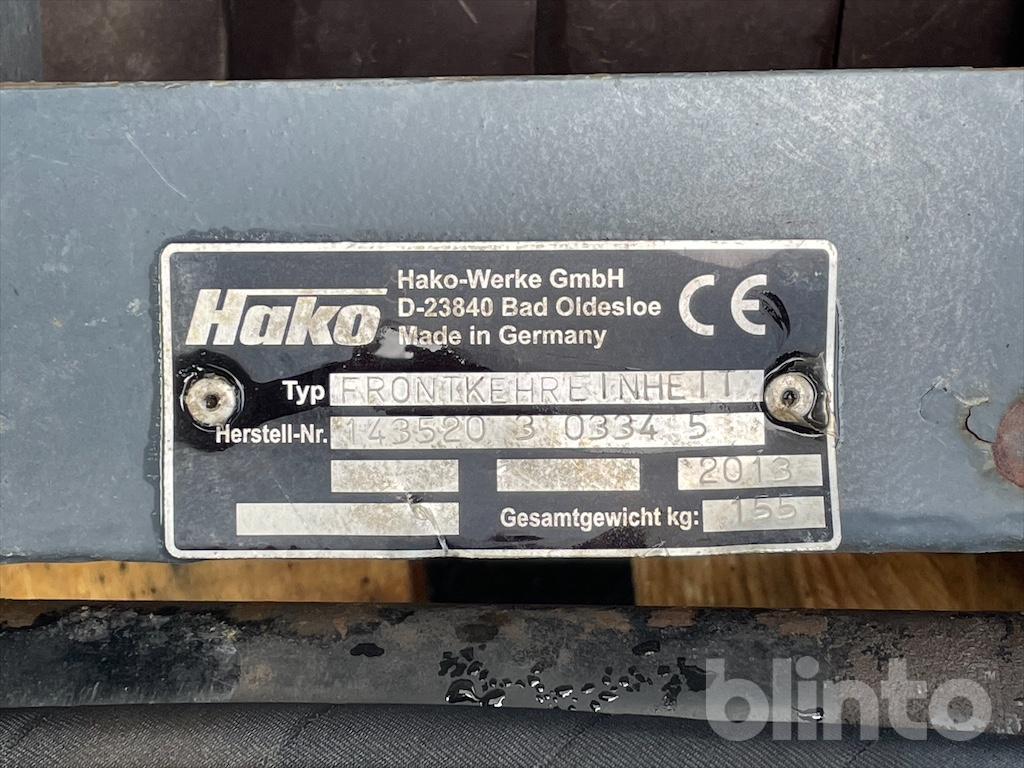 Hako
Hako-Werke GmbH
D-23840 Bad Oldesloe
Made in Germany
CE
Typ FRONTKEHREINHEIT
Herstell-Nr. 143520 3 0334 5
2013
Gesamtgewicht kg: 155
blinto™